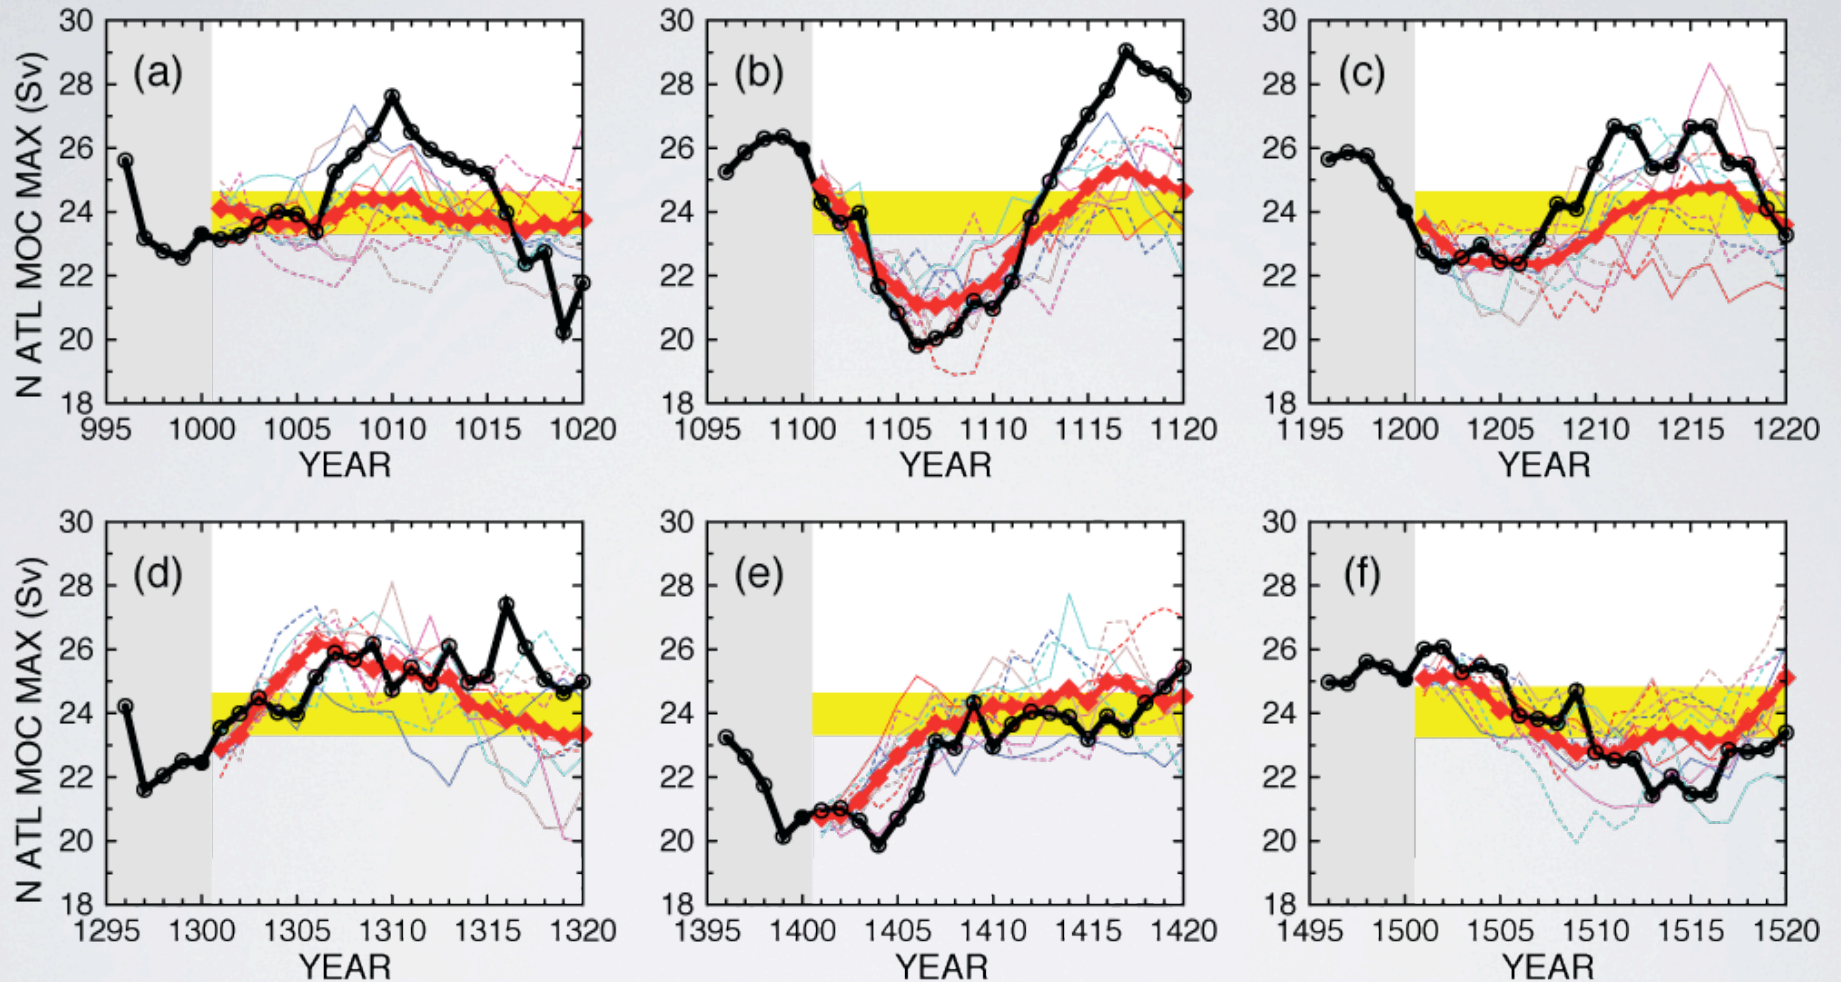 N ATL MOC MAX (Sv)
30
28
26
24
22
20
18
(a)
995 1000 1005 1010 1015 1020
YEAR
30
28
26
24
22
20
18
(b)
1095 1100 1105 1110 1115 1120
YEAR
30
28
26
24
22
20
18
(c)
1195 1200 1205 1210 1215 1220
YEAR
N ATL MOC MAX (Sv)
30
28
26
24
22
20
18
(d)
1295 1300 1305 1310 1315 1320
YEAR
30
28
26
24
22
20
18
(e)
1395 1400 1405 1410 1415 1420
YEAR
30
28
26
24
22
20
18
(f)
1495 1500 1505 1510 1515 1520
YEAR